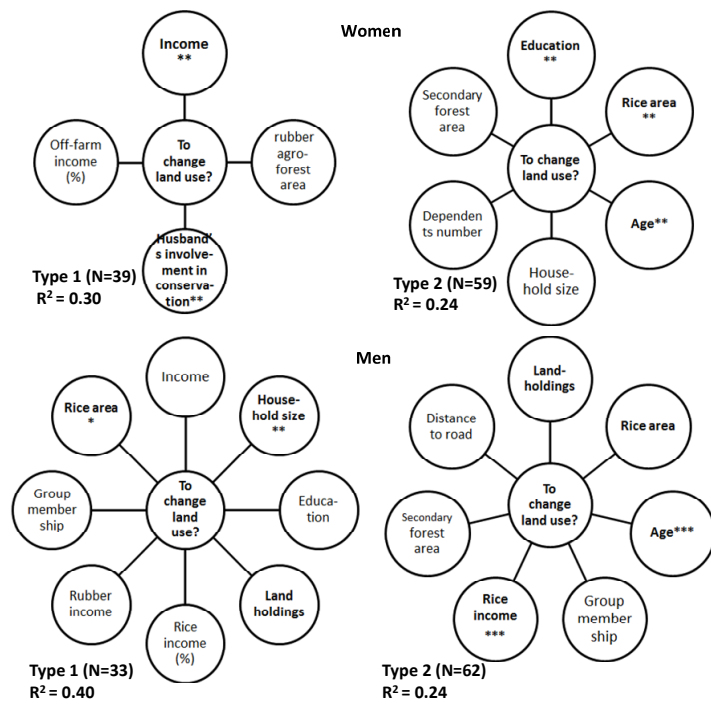 Women
Income
**
Off-farm
income
(%)
To
change
land use?
rubber
agro-
forest
area
Husband's
s involve-
ment in
conserva-
tion**
Type 1 (N=39)
R² = 0.30
Education
**
Secondary
forest
area
Rice area
**
To change
land use?
Dependen
ts number
Age**
House-
hold size
Type 2 (N=59)
R² = 0.24
Men
Income
Rice area
*
House-
hold size
**
Group
member
ship
To
change
land
use?
Educa-
tion
Rubber
income
Land
holdings
Rice
income
(%)
Type 1 (N=33)
R² = 0.40
Land-
holdings
Distance
to road
Rice area
To
change
land use?
Secondary
forest
area
Age***
Rice
income
***
Group
member
ship
Type 2 (N=62)
R² = 0.24